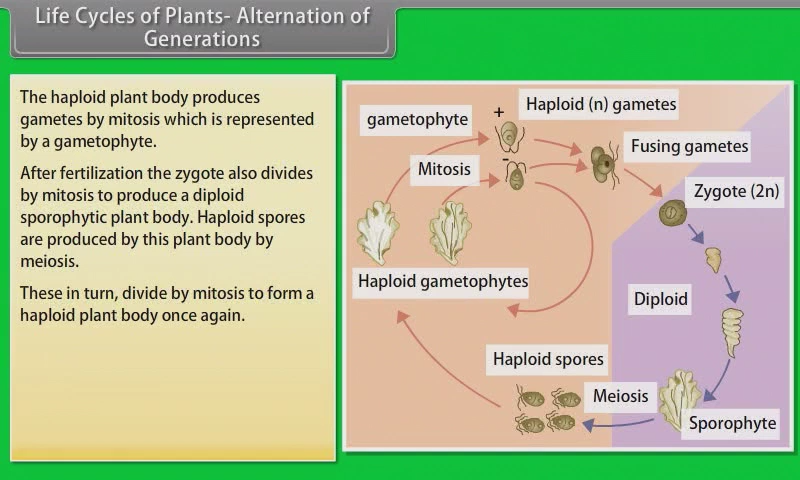 Life Cycles of Plants- Alternation of
Generations
The haploid plant body produces
gametes by mitosis which is represented
by a gametophyte.
After fertilization the zygote also divides
by mitosis to produce a diploid
sporophytic plant body. Haploid spores
are produced by this plant body by
meiosis.
These in turn, divide by mitosis to form a
haploid plant body once again.
gametophyte
+
Haploid (n) gametes
Mitosis
-
Fusing gametes
Zygote (2n)
Haploid gametophytes
Diploid
Haploid spores
Meiosis
Sporophyte